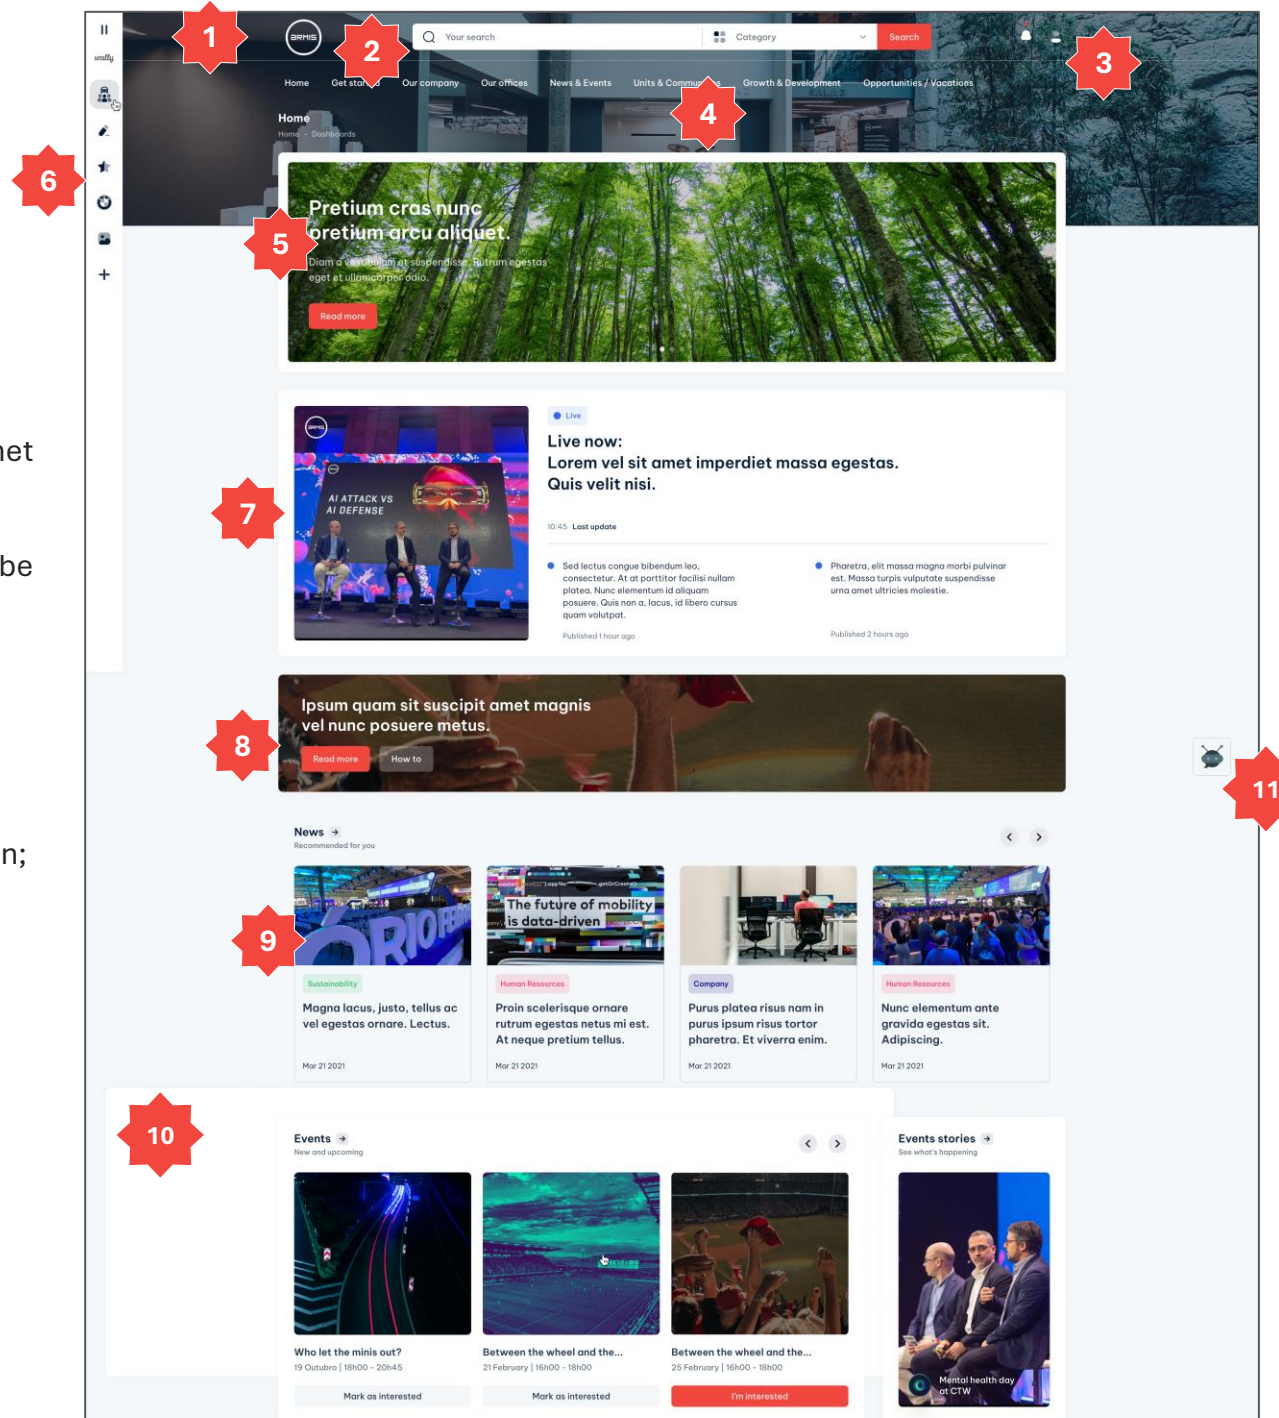 1
2
3
4
5
6
7
8
9
10
11
net
be
n;
wally
ARMIS
Your search
Category
Search
Home
Get started
Our company
Our offices
News & Events
Units & Communities
Growth & Development
Opportunities / Vacations
Home
Home – Dashboards
Pretium cras nunc
pretium arcu aliquet.
Diam a vestibulum et suspendisse. Rutrum egestas
eget et ullamcorper odio.
Read more
ARMIS
AI ATTACK VS
AI DEFENSE
Live
Live now:
Lorem vel sit amet imperdiet massa egestas.
Quis velit nisi.
10:45 Last update
Sed lectus congue bibendum leo,
consectetur. At at porttitor facilisi nullam
platea. Nunc elementum id aliquam
posuere. Quis non a, lacus, id libero cursus
quam volutpat.
Published 1 hour ago
Pharetra, elit massa magna morbi pulvinar
est. Massa turpis vulputate suspendisse
urna amet ultricies molestie.
Published 2 hours ago
Ipsum quam sit suscipit amet magnis
vel nunc posuere metus.
Read more
How to
News
Recommended for you
ÓRIO FE
Sustainability
Magna lacus, justo, tellus ac
vel egestas ornare. Lectus.
Mar 21 2021
The future of mobility
is data-driven
Human Resources
Proin scelerisque ornare
rutrum egestas netus mi est.
At neque pretium tellus.
Mar 21 2021
Company
Purus platea risus nam in
purus ipsum risus tortor
pharetra. Et viverra enim.
Mar 21 2021
Human Resources
Nunc elementum ante
gravida egestas sit.
Adipiscing.
Mar 21 2021
Events
New and upcoming
Who let the minis out?
19 Outubro | 18h00 - 20h45
Mark as interested
Between the wheel and the...
21 February | 16h00 - 18h00
Mark as interested
Between the wheel and the...
25 February | 16h00 - 18h00
I'm interested
Events stories
See what's happening
Mental health day
at CTW